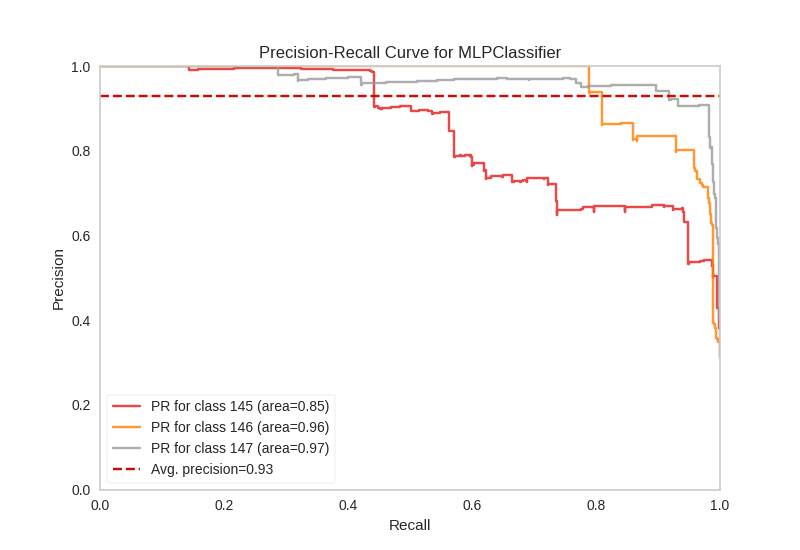 Precision-Recall Curve for MLPClassifier
1.0
0.8
0.6
0.4
0.2
0.0
Precision
PR for class 145 (area=0.85)
PR for class 146 (area=0.96)
PR for class 147 (area=0.97)
Avg. precision=0.93
0.0 0.2 0.4 0.6 0.8 1.0
Recall